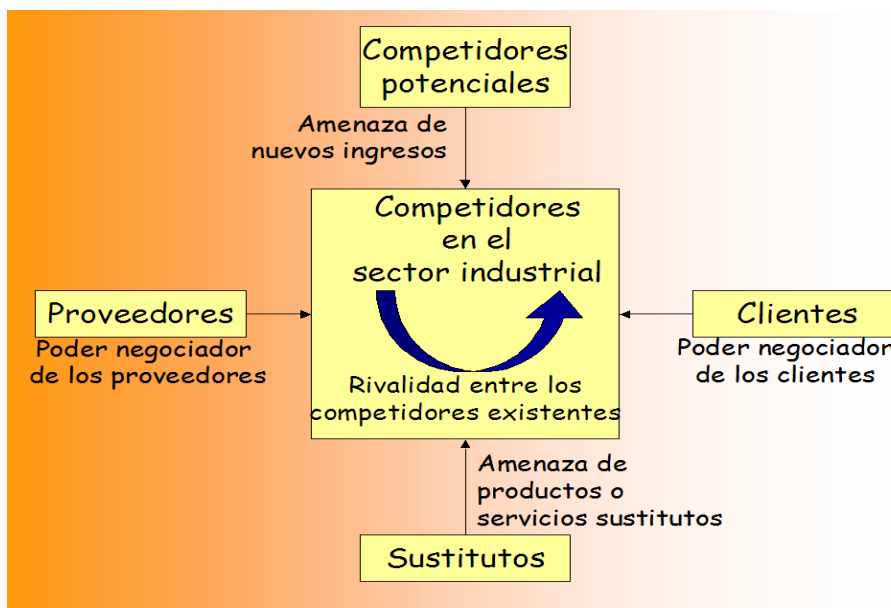 Competidores
potenciales
Amenaza de
nuevos ingresos
Competidores
en el
sector industrial
Proveedores
Poder negociador
de los proveedores
Clientes
Poder negociador
de los clientes
Rivalidad entre los
competidores existentes
Amenaza de
productos o
servicios sustitutos
Sustitutos